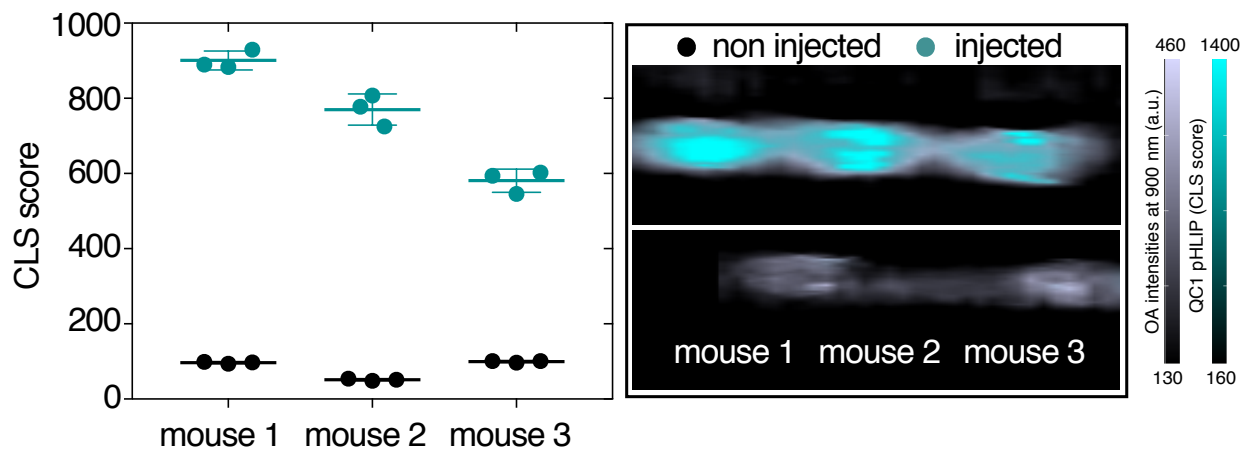 1000
800
600
400
200
0
CLS score
mouse 1 mouse 2 mouse 3
non injected injected
mouse 1 mouse 2 mouse 3
460 1400
OA intensities at 900 nm (a.u.)
QC1 pHLIP (CLS score)
130 160